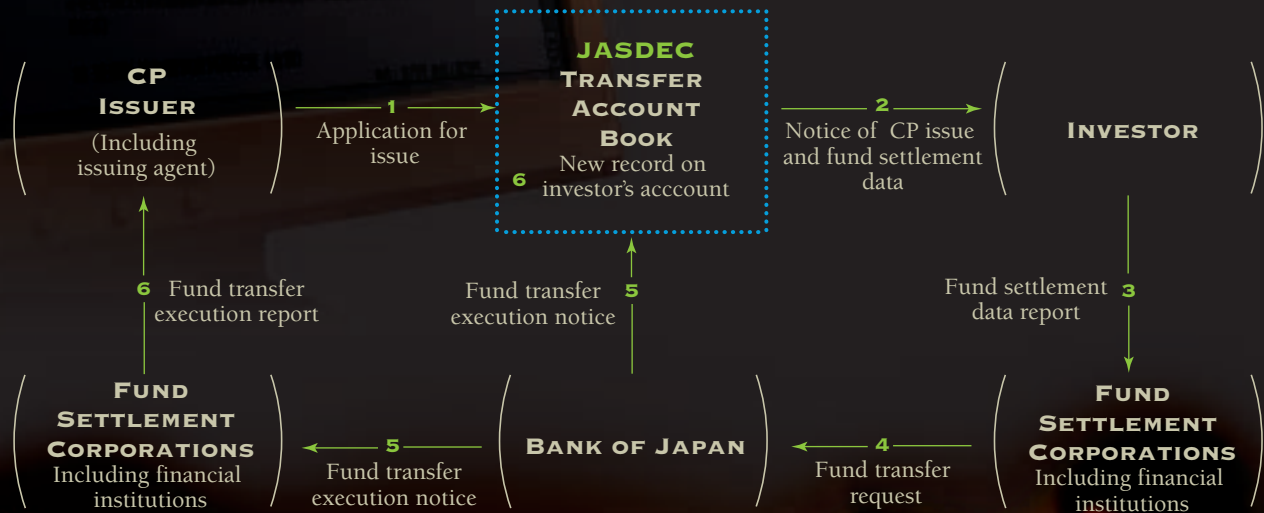 CP
ISSUER
(Including
issuing agent)
1
Application for
issue
JASDEC
TRANSFER
ACCOUNT
BOOK
New record on
6 investor's acccount
2
Notice of CP issue
and fund settlement
data
INVESTOR
6 Fund transfer
execution report
Fund transfer 5
execution notice
Fund settlement 3
data report
FUND
SETTLEMENT
CORPORATIONS
Including financial
institutions
5
Fund transfer
execution notice
BANK OF JAPAN
4
Fund transfer
request
FUND
SETTLEMENT
CORPORATIONS
Including financial
institutions